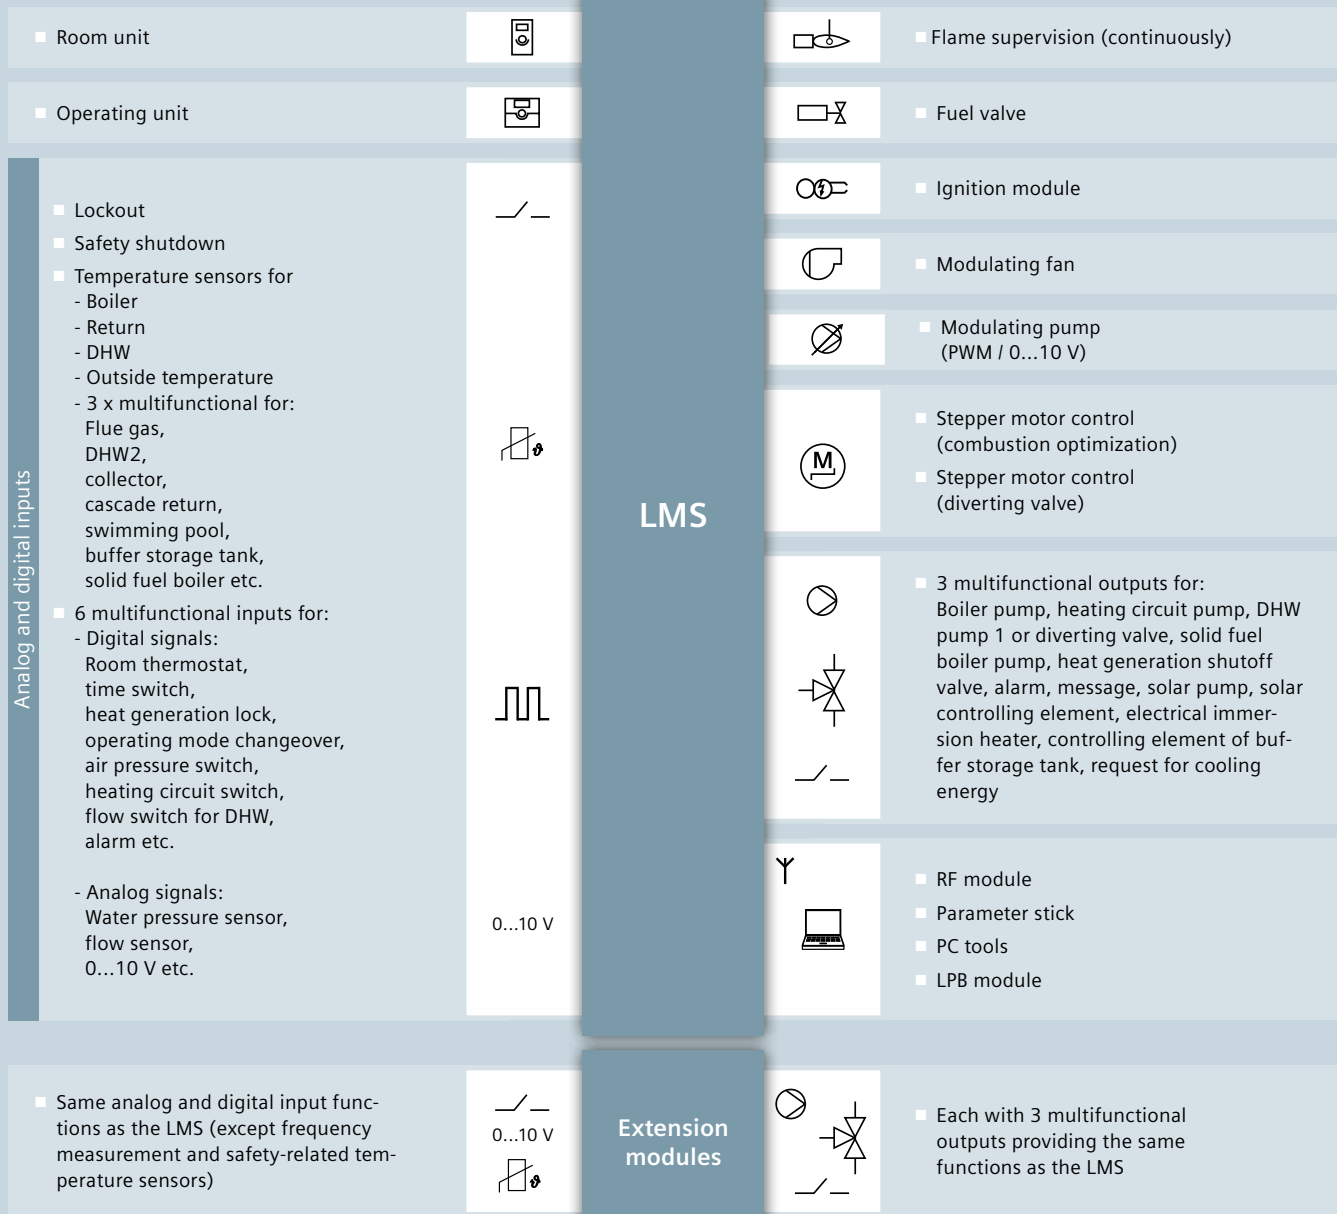 Room unit
Operating unit
Analog and digital inputs
Lockout
Safety shutdown
Temperature sensors for
- Boiler
- Return
- DHW
- Outside temperature
- 3 x multifunctional for:
Flue gas,
DHW2,
collector,
cascade return,
swimming pool,
buffer storage tank,
solid fuel boiler etc.
6 multifunctional inputs for:
- Digital signals:
Room thermostat,
time switch,
heat generation lock,
operating mode changeover,
air pressure switch,
heating circuit switch,
flow switch for DHW,
alarm etc.
- Analog signals:
Water pressure sensor,
flow sensor,
0...10 V etc.
0...10 V
LMS
Flame supervision (continuously)
Fuel valve
Ignition module
Modulating fan
Modulating pump
(PWM / 0...10 V)
M
Stepper motor control
(combustion optimization)
Stepper motor control
(diverting valve)
3 multifunctional outputs for:
Boiler pump, heating circuit pump, DHW
pump 1 or diverting valve, solid fuel
boiler pump, heat generation shutoff
valve, alarm, message, solar pump, solar
controlling element, electrical immer-
sion heater, controlling element of buf-
fer storage tank, request for cooling
energy
RF module
Parameter stick
PC tools
LPB module
Same analog and digital input func-
tions as the LMS (except frequency
measurement and safety-related tem-
perature sensors)
0...10 V
ϑ
Extension
modules
Each with 3 multifunctional
outputs providing the same
functions as the LMS